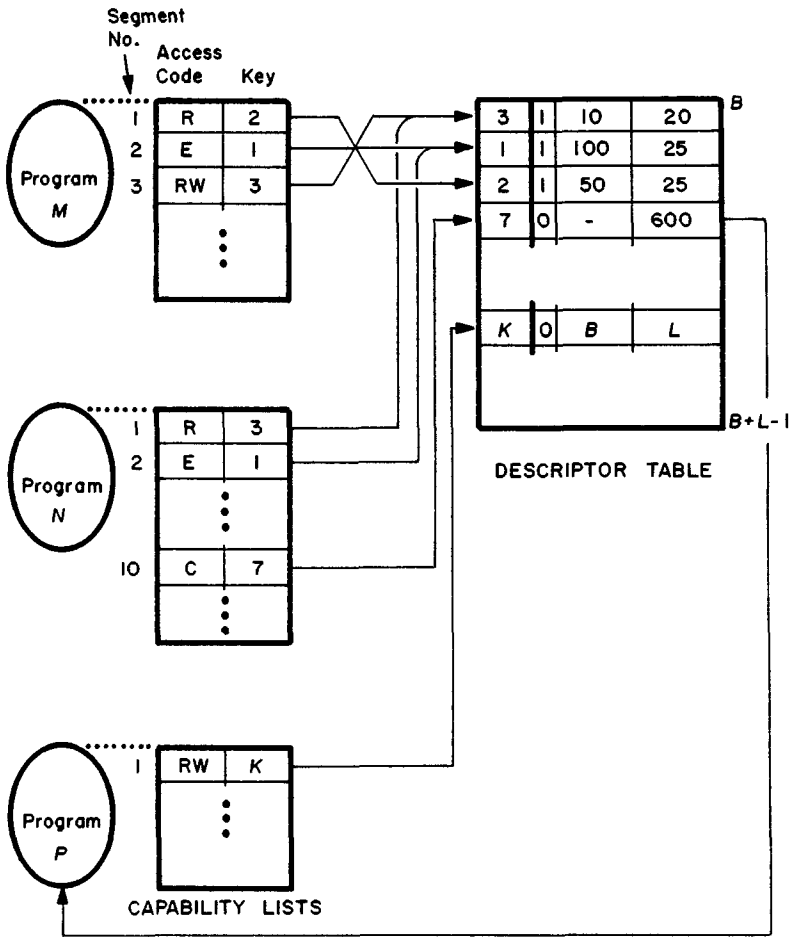 Segment
No.
Access
Code Key
1 R 2
2 E 1
3 RW 3
Program
M
3 1 10 20
1 1 100 25
2 1 50 25
7 0 - 600
K 0 B L
B
B+L-1
DESCRIPTOR TABLE
1 R 3
2 E 1
10 C 7
Program
N
1 RW K
Program
P
CAPABILITY LISTS